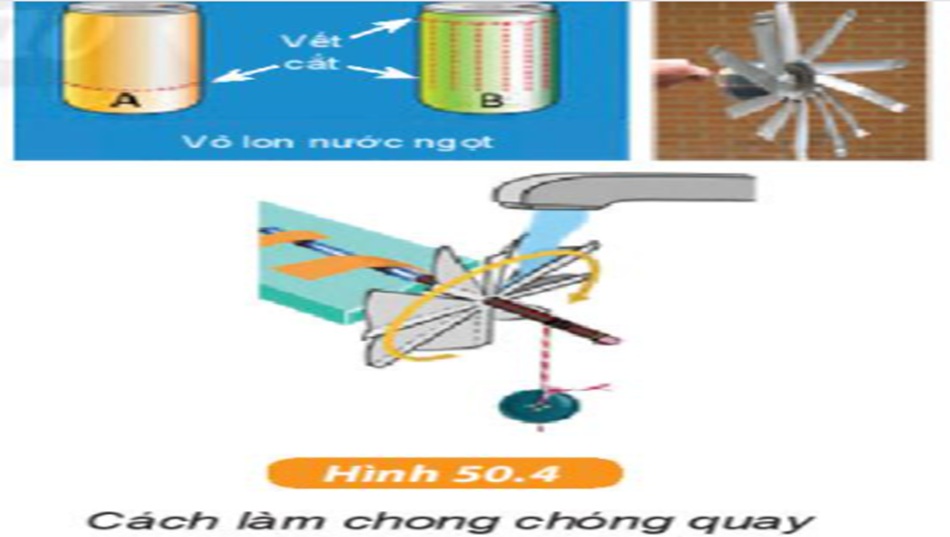 Vết
cắt
A
B
Vỏ lon nước ngọt
Hình 50.4
Cách làm chong chóng quay